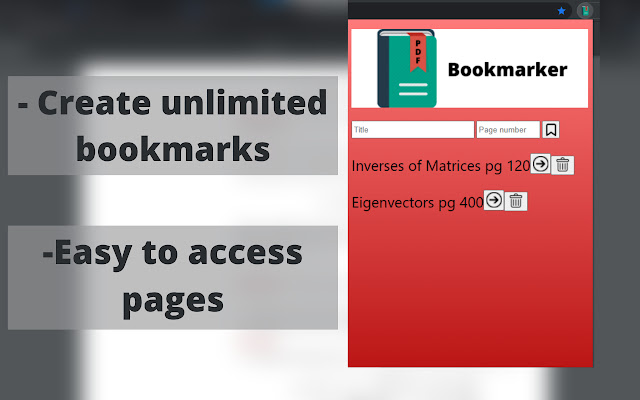 - Create unlimited
bookmarks
-Easy to access
pages
PDF
Bookmarker
Title
Page number
Inverses of Matrices pg 120
Eigenvectors pg 400